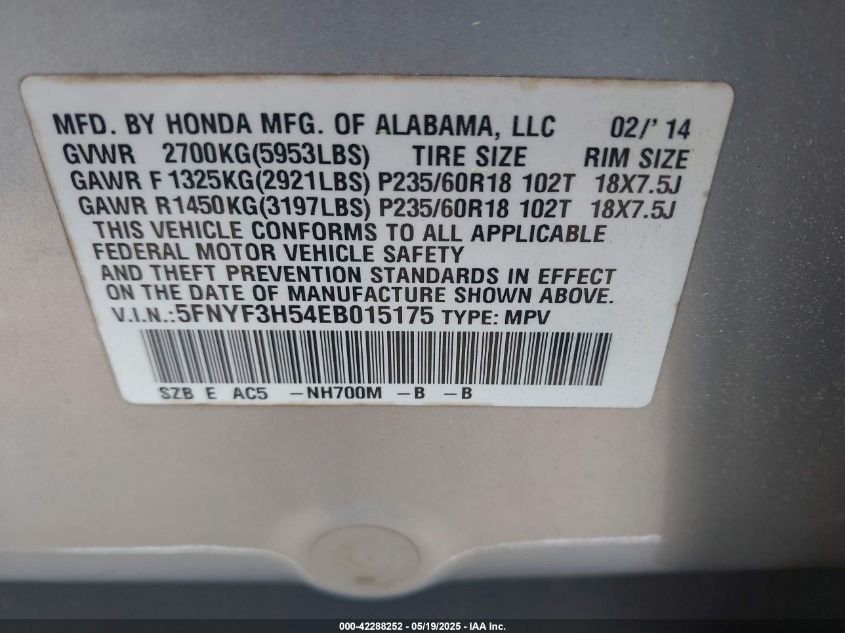 MFD. BY HONDA MFG. OF ALABAMA, LLC 02/' 14
GVWR 2700KG(5953LBS) TIRE SIZE RIM SIZE
GAWR F 1325KG(2921LBS) P235/60R18 102T 18X7.5J
GAWR R1450KG(3197LBS) P235/60R18 102T 18X7.5J
THIS VEHICLE CONFORMS TO ALL APPLICABLE
FEDERAL MOTOR VEHICLE SAFETY
AND THEFT PREVENTION STANDARDS IN EFFECT
ON THE DATE OF MANUFACTURE SHOWN ABOVE.
V.I.N.:5FNYF3H54EB015175 TYPE: MPV
SZB E AC5 -NH700M -B -B
000-42288252 - 05/19/2025 - IAA Inc.